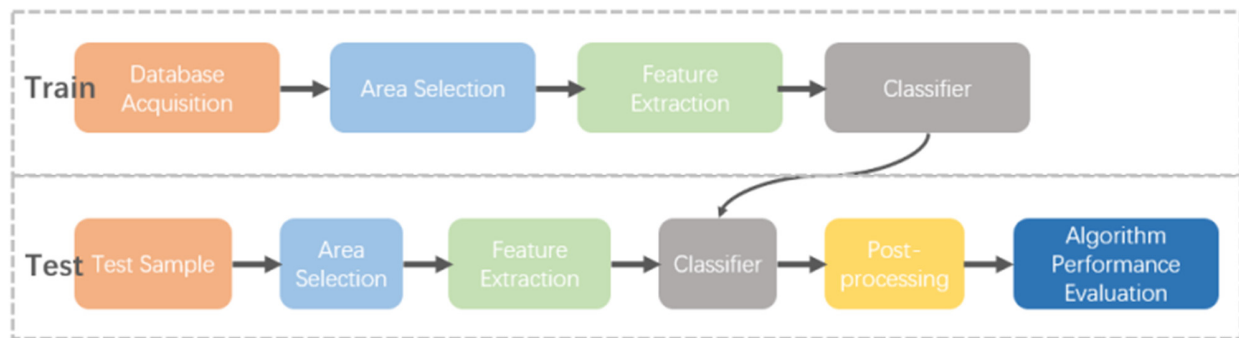 Train
Database
Acquisition
Area Selection
Feature
Extraction
Classifier
Test
Test Sample
Area
Selection
Feature
Extraction
Classifier
Post-
processing
Algorithm
Performance
Evaluation